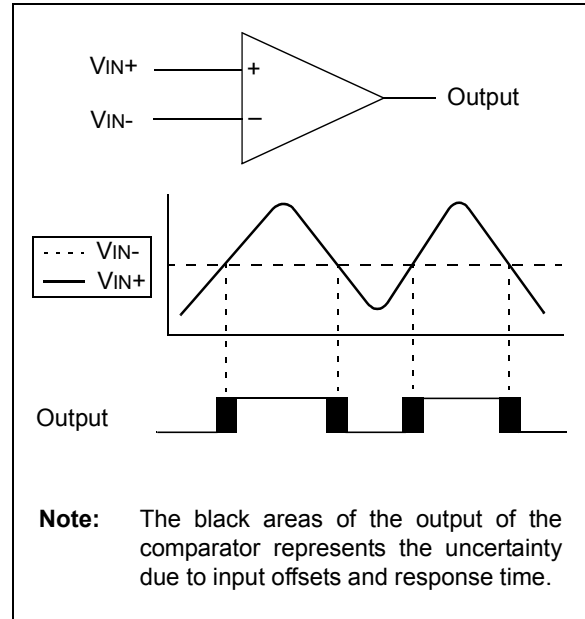 VIN+
+
Output
VIN-
−
VIN-
VIN+
Output
Note: The black areas of the output of the
comparator represents the uncertainty
due to input offsets and response time.